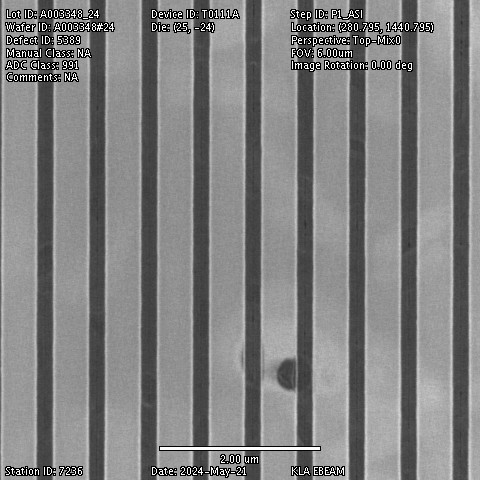 Lot ID: A003348_24
Wafer ID: A003348#24
Defect ID: 5389
Manual Class: NA
ADC Class: 991
Comments: NA
Device ID: T0111A
Die: (25, -24)
Step ID: P1_ASI
Location: (280.795, 1440.795)
Perspective: Top-Mix0
FOV: 6.00um
Image Rotation: 0.00 deg
2.00 um
Station ID: 7236
Date: 2024-May-21
KLA EBEAM